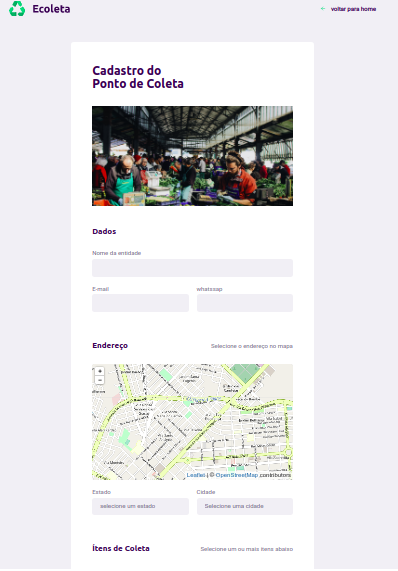 Ecoleta
voltar para home
Cadastro do
Ponto de Coleta
Dados
Nome da entidade
E-mail
whatssap
Endereço
Selecione o endereço no mapa
+
−
Leaflet | © OpenStreetMap contributors
Estado
Cidade
selecione um estado
Selecione uma cidade
Ítens de Coleta
Selecione um ou mais itens abaixo